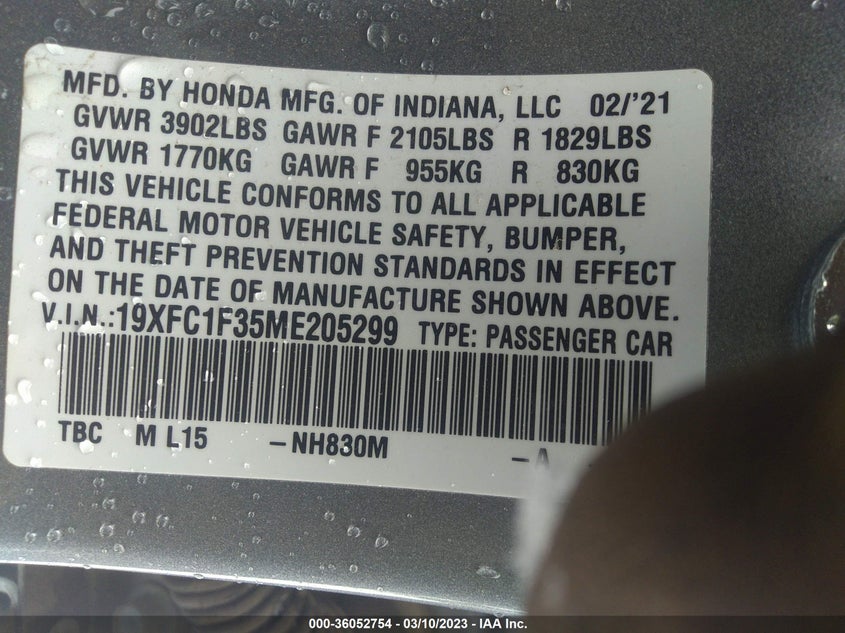 MFD. BY HONDA MFG. OF INDIANA, LLC 02/'21
GVWR 3902LBS GAWR F 2105LBS R 1829LBS
GVWR 1770KG GAWR F 955KG R 830KG
THIS VEHICLE CONFORMS TO ALL APPLICABLE
FEDERAL MOTOR VEHICLE SAFETY, BUMPER,
AND THEFT PREVENTION STANDARDS IN EFFECT
ON THE DATE OF MANUFACTURE SHOWN ABOVE.
V.I.N.:19XFC1F35ME205299 TYPE: PASSENGER CAR
TBC M L15 -NH830M -A
000-36052754 - 03/10/2023 - IAA Inc.